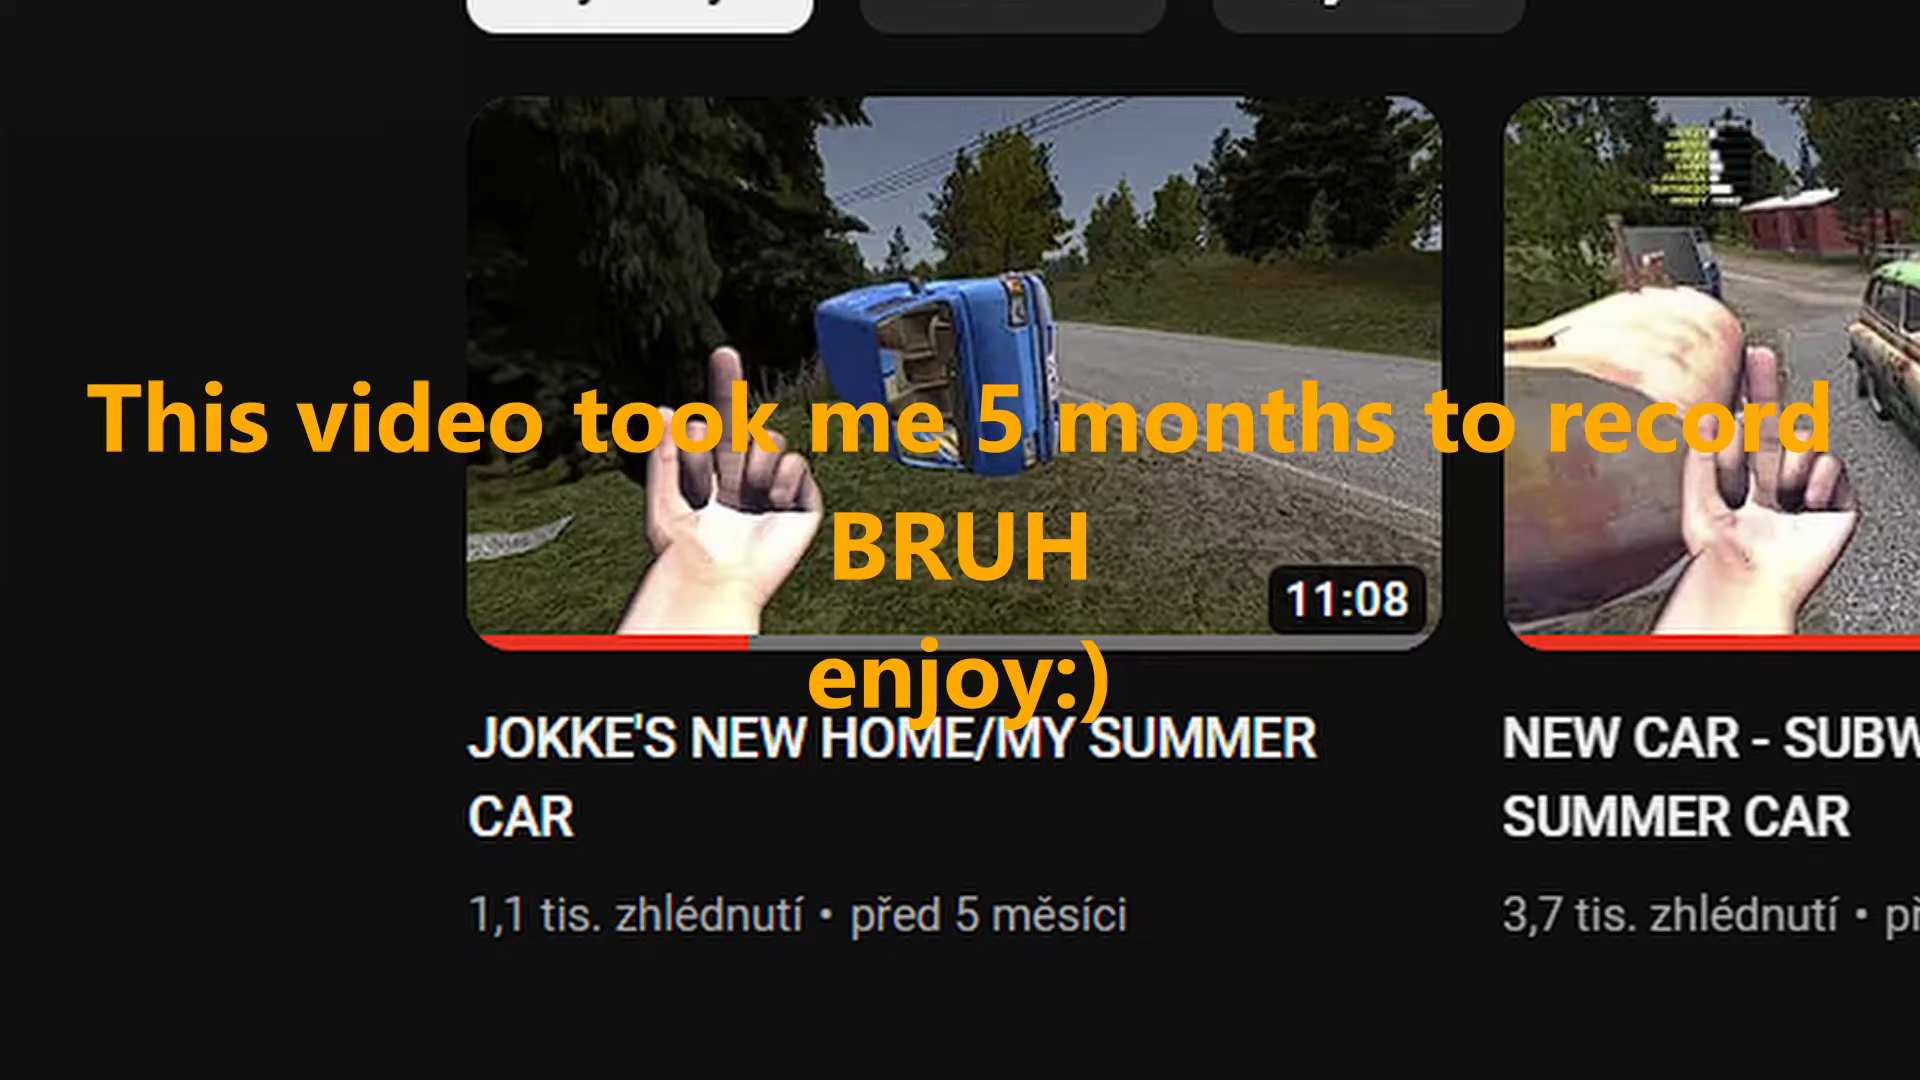 This video took me 5 months to record
BRUH
enjoy:)
11:08
JOKKE'S NEW HOME/MY SUMMER
CAR
1,1 tis. zhlédnutí • před 5 měsíci
NEW CAR - SUBW
SUMMER CAR
3,7 tis. zhlédnutí • př